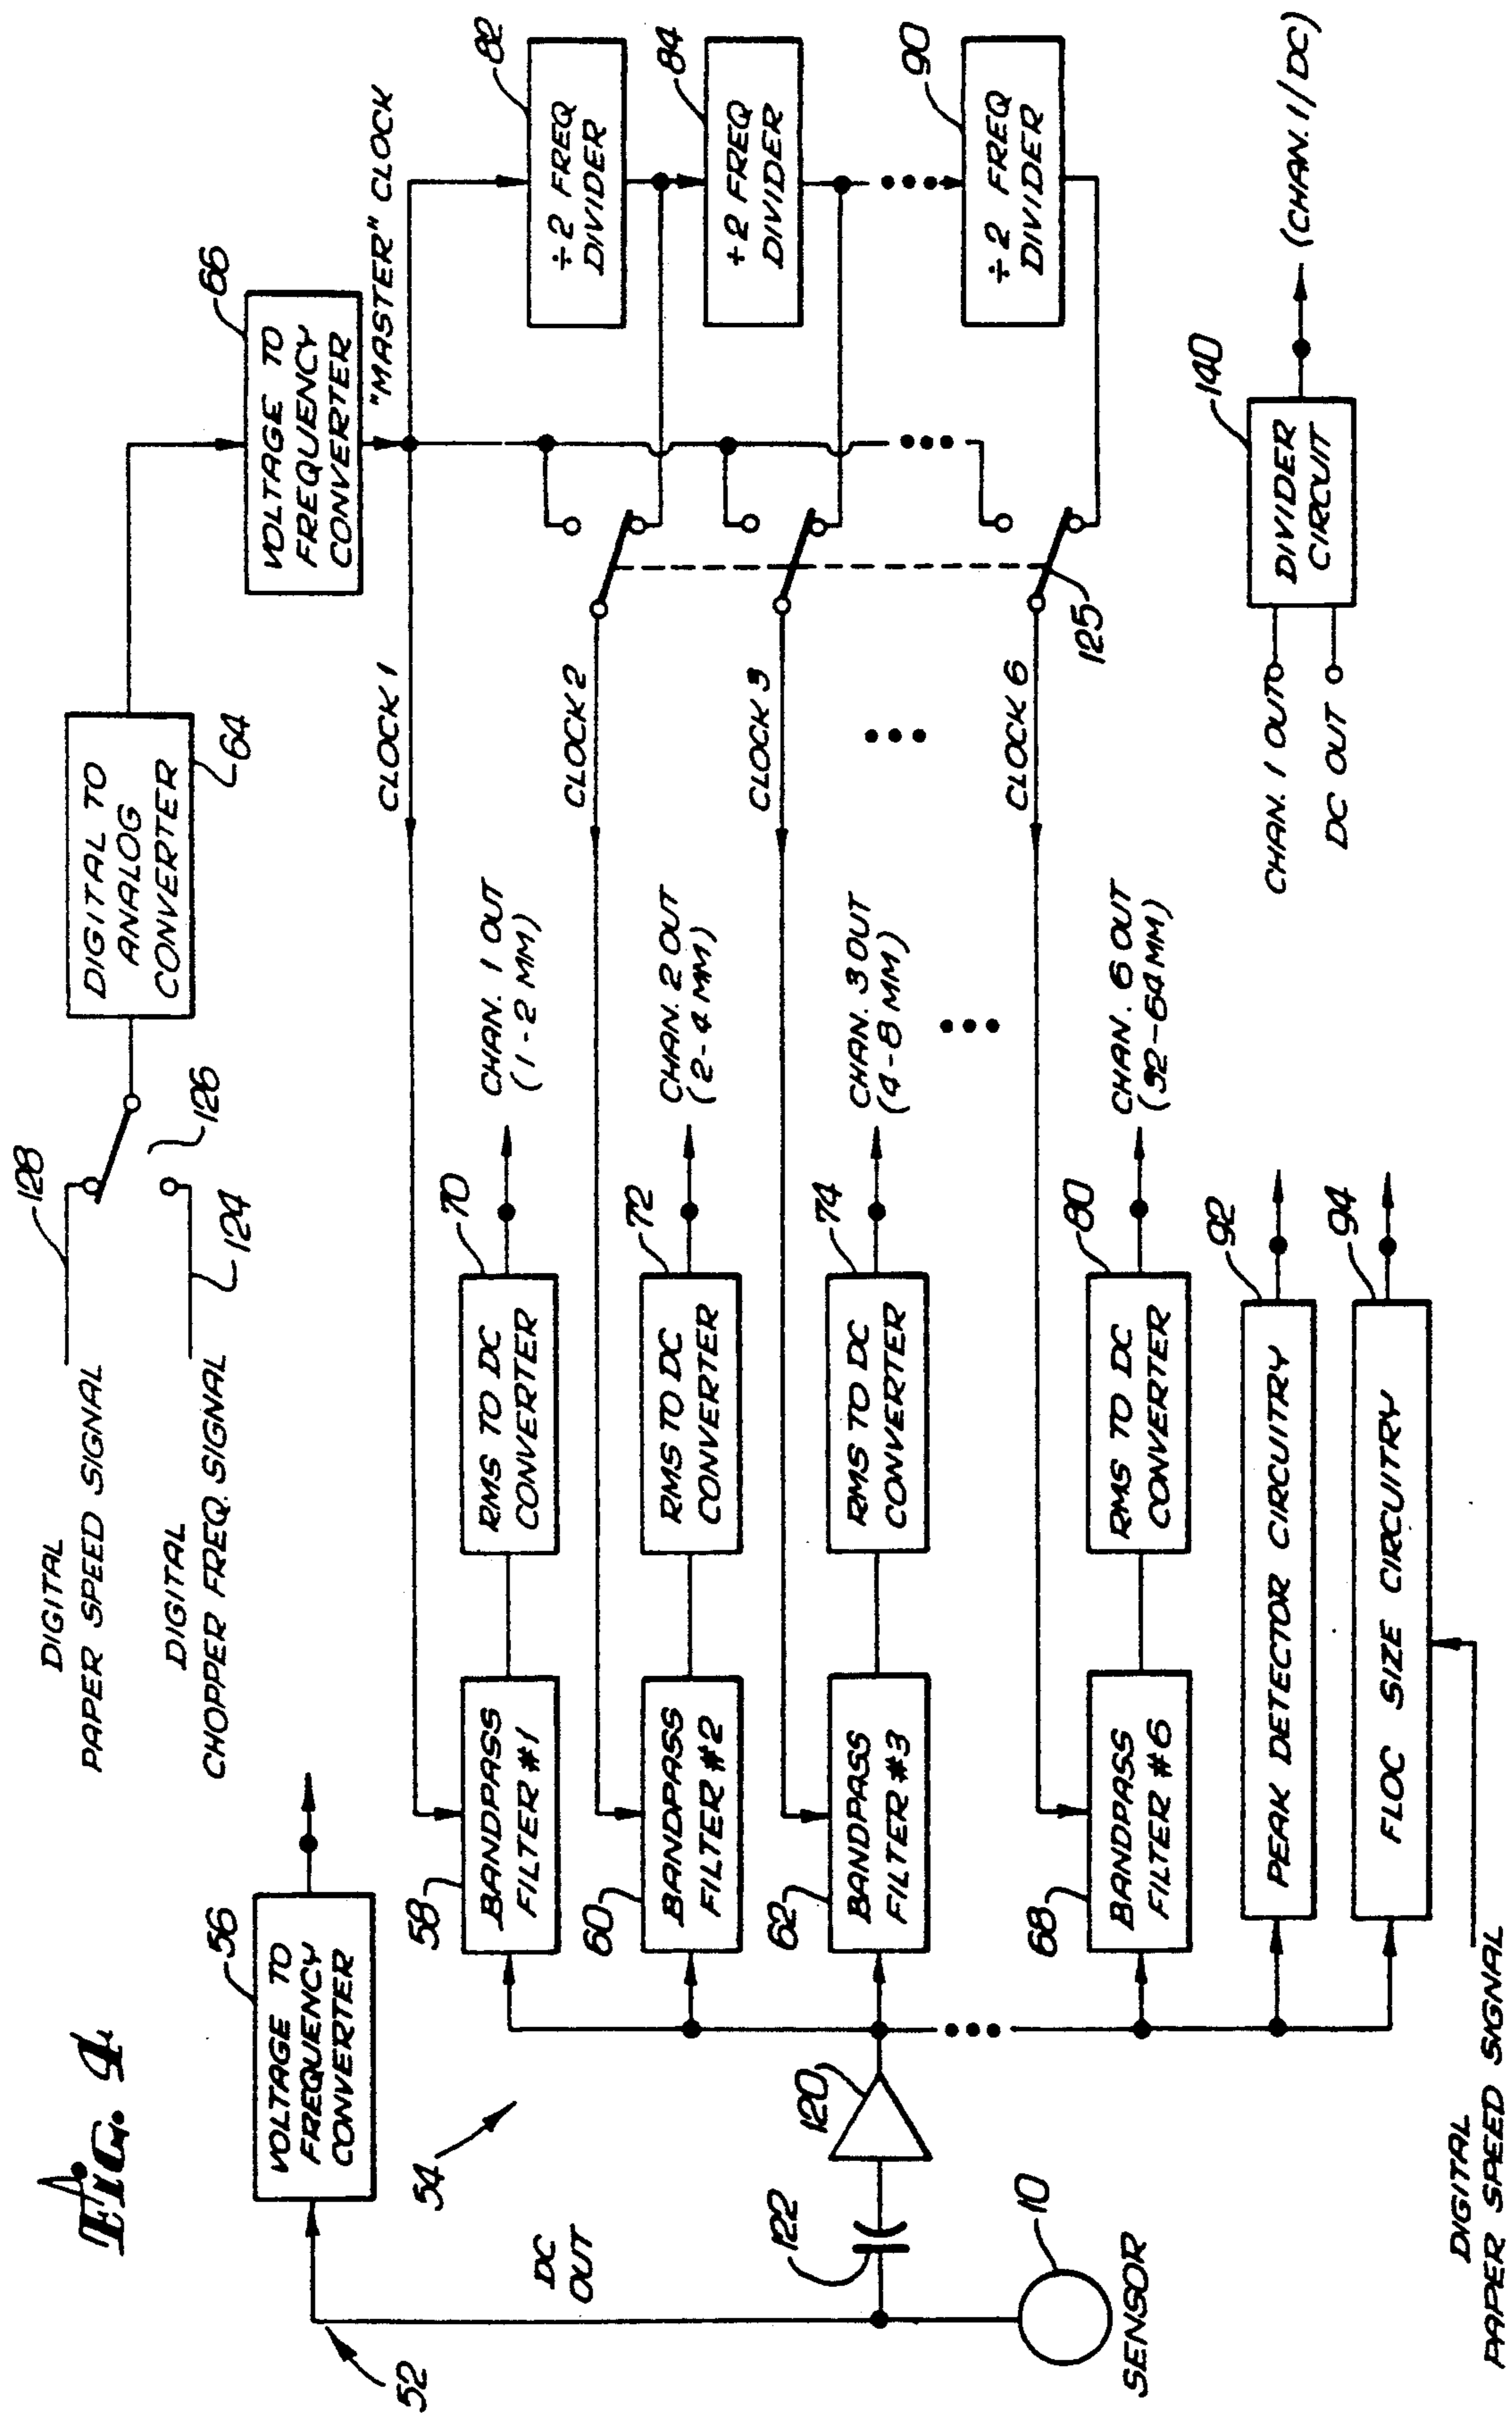 Fig. 4
DIGITAL
PAPER SPEED SIGNAL
128
DIGITAL
CHOPPER FREQ. SIGNAL
124
126
DIGITAL TO
ANALOG
CONVERTER
64
VOLTAGE TO
FREQUENCY
CONVERTER
66
"MASTER" CLOCK
÷2 FREQ
DIVIDER
82
÷2 FREQ
DIVIDER
84
÷2 FREQ
DIVIDER
90
VOLTAGE TO
FREQUENCY
CONVERTER
56
54
52
DC
OUT
CLOCK 1
BANDPASS
FILTER #1
58
RMS TO DC
CONVERTER
70
CHAN. 1 OUT
(1-2 MM)
CLOCK 2
BANDPASS
FILTER #2
60
RMS TO DC
CONVERTER
72
CHAN. 2 OUT
(2-4 MM)
CLOCK 3
BANDPASS
FILTER #3
62
RMS TO DC
CONVERTER
74
CHAN. 3 OUT
(4-8 MM)
CLOCK 6
125
BANDPASS
FILTER #6
68
RMS TO DC
CONVERTER
80
CHAN. 6 OUT
(32-64 MM)
122
120
10
SENSOR
PEAK DETECTOR CIRCUITRY
92
FLOC SIZE CIRCUITRY
94
DIGITAL
PAPER SPEED SIGNAL
CHAN. 1 OUT
DC OUT
DIVIDER
CIRCUIT
140
(CHAN. 1/DC)